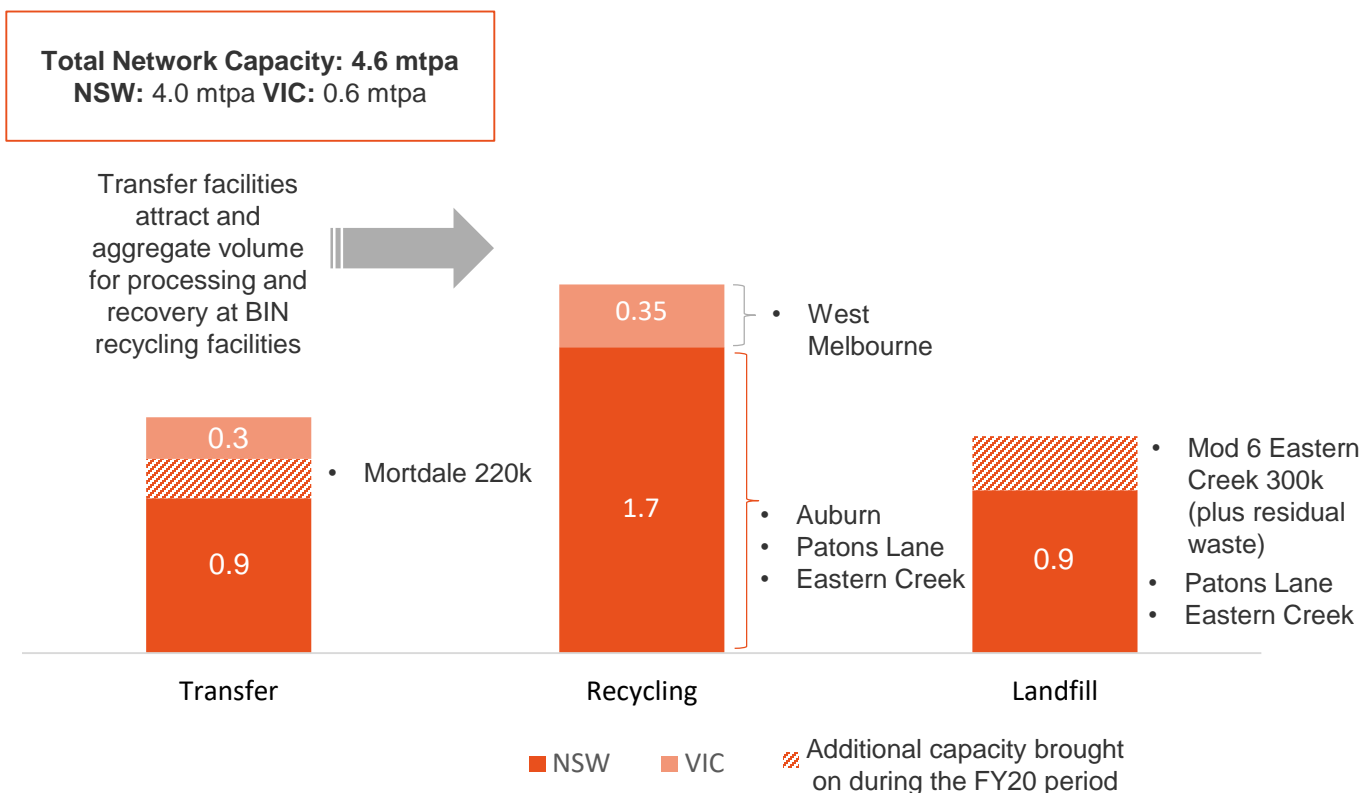 Total Network Capacity: 4.6 mtpa
NSW: 4.0 mtpa VIC: 0.6 mtpa
Transfer facilities
attract and
aggregate volume
for processing and
recovery at BIN
recycling facilities
0.3
0.9
• Mortdale 220k
0.35
1.7
• West
Melbourne
• Auburn
• Patons Lane
• Eastern Creek
0.9
• Mod 6 Eastern
Creek 300k
(plus residual
waste)
• Patons Lane
• Eastern Creek
Transfer
Recycling
Landfill
NSW
VIC
Additional capacity brought
on during the FY20 period